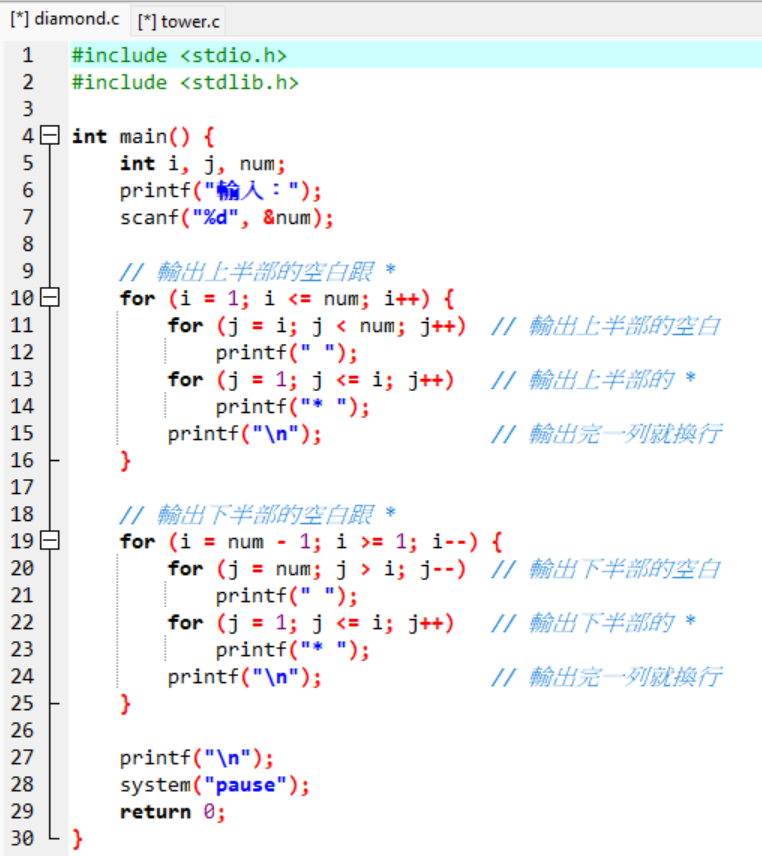 [*] diamond.c [*] tower.c
1 #include <stdio.h>
2 #include <stdlib.h>
3
4 int main() {
5     int i, j, num;
6     printf("輸入：");
7     scanf("%d", &num);
8
9     // 輸出上半部的空白跟 *
10     for (i = 1; i <= num; i++) {
11         for (j = i; j < num; j++)  // 輸出上半部的空白
12             printf(" ");
13         for (j = 1; j <= i; j++)   // 輸出上半部的 *
14             printf("* ");
15         printf("\n");              // 輸出完一列就換行
16     }
17
18     // 輸出下半部的空白跟 *
19     for (i = num - 1; i >= 1; i--) {
20         for (j = num; j > i; j--)  // 輸出下半部的空白
21             printf(" ");
22         for (j = 1; j <= i; j++)   // 輸出下半部的 *
23             printf("* ");
24         printf("\n");              // 輸出完一列就換行
25     }
26
27     printf("\n");
28     system("pause");
29     return 0;
30 }